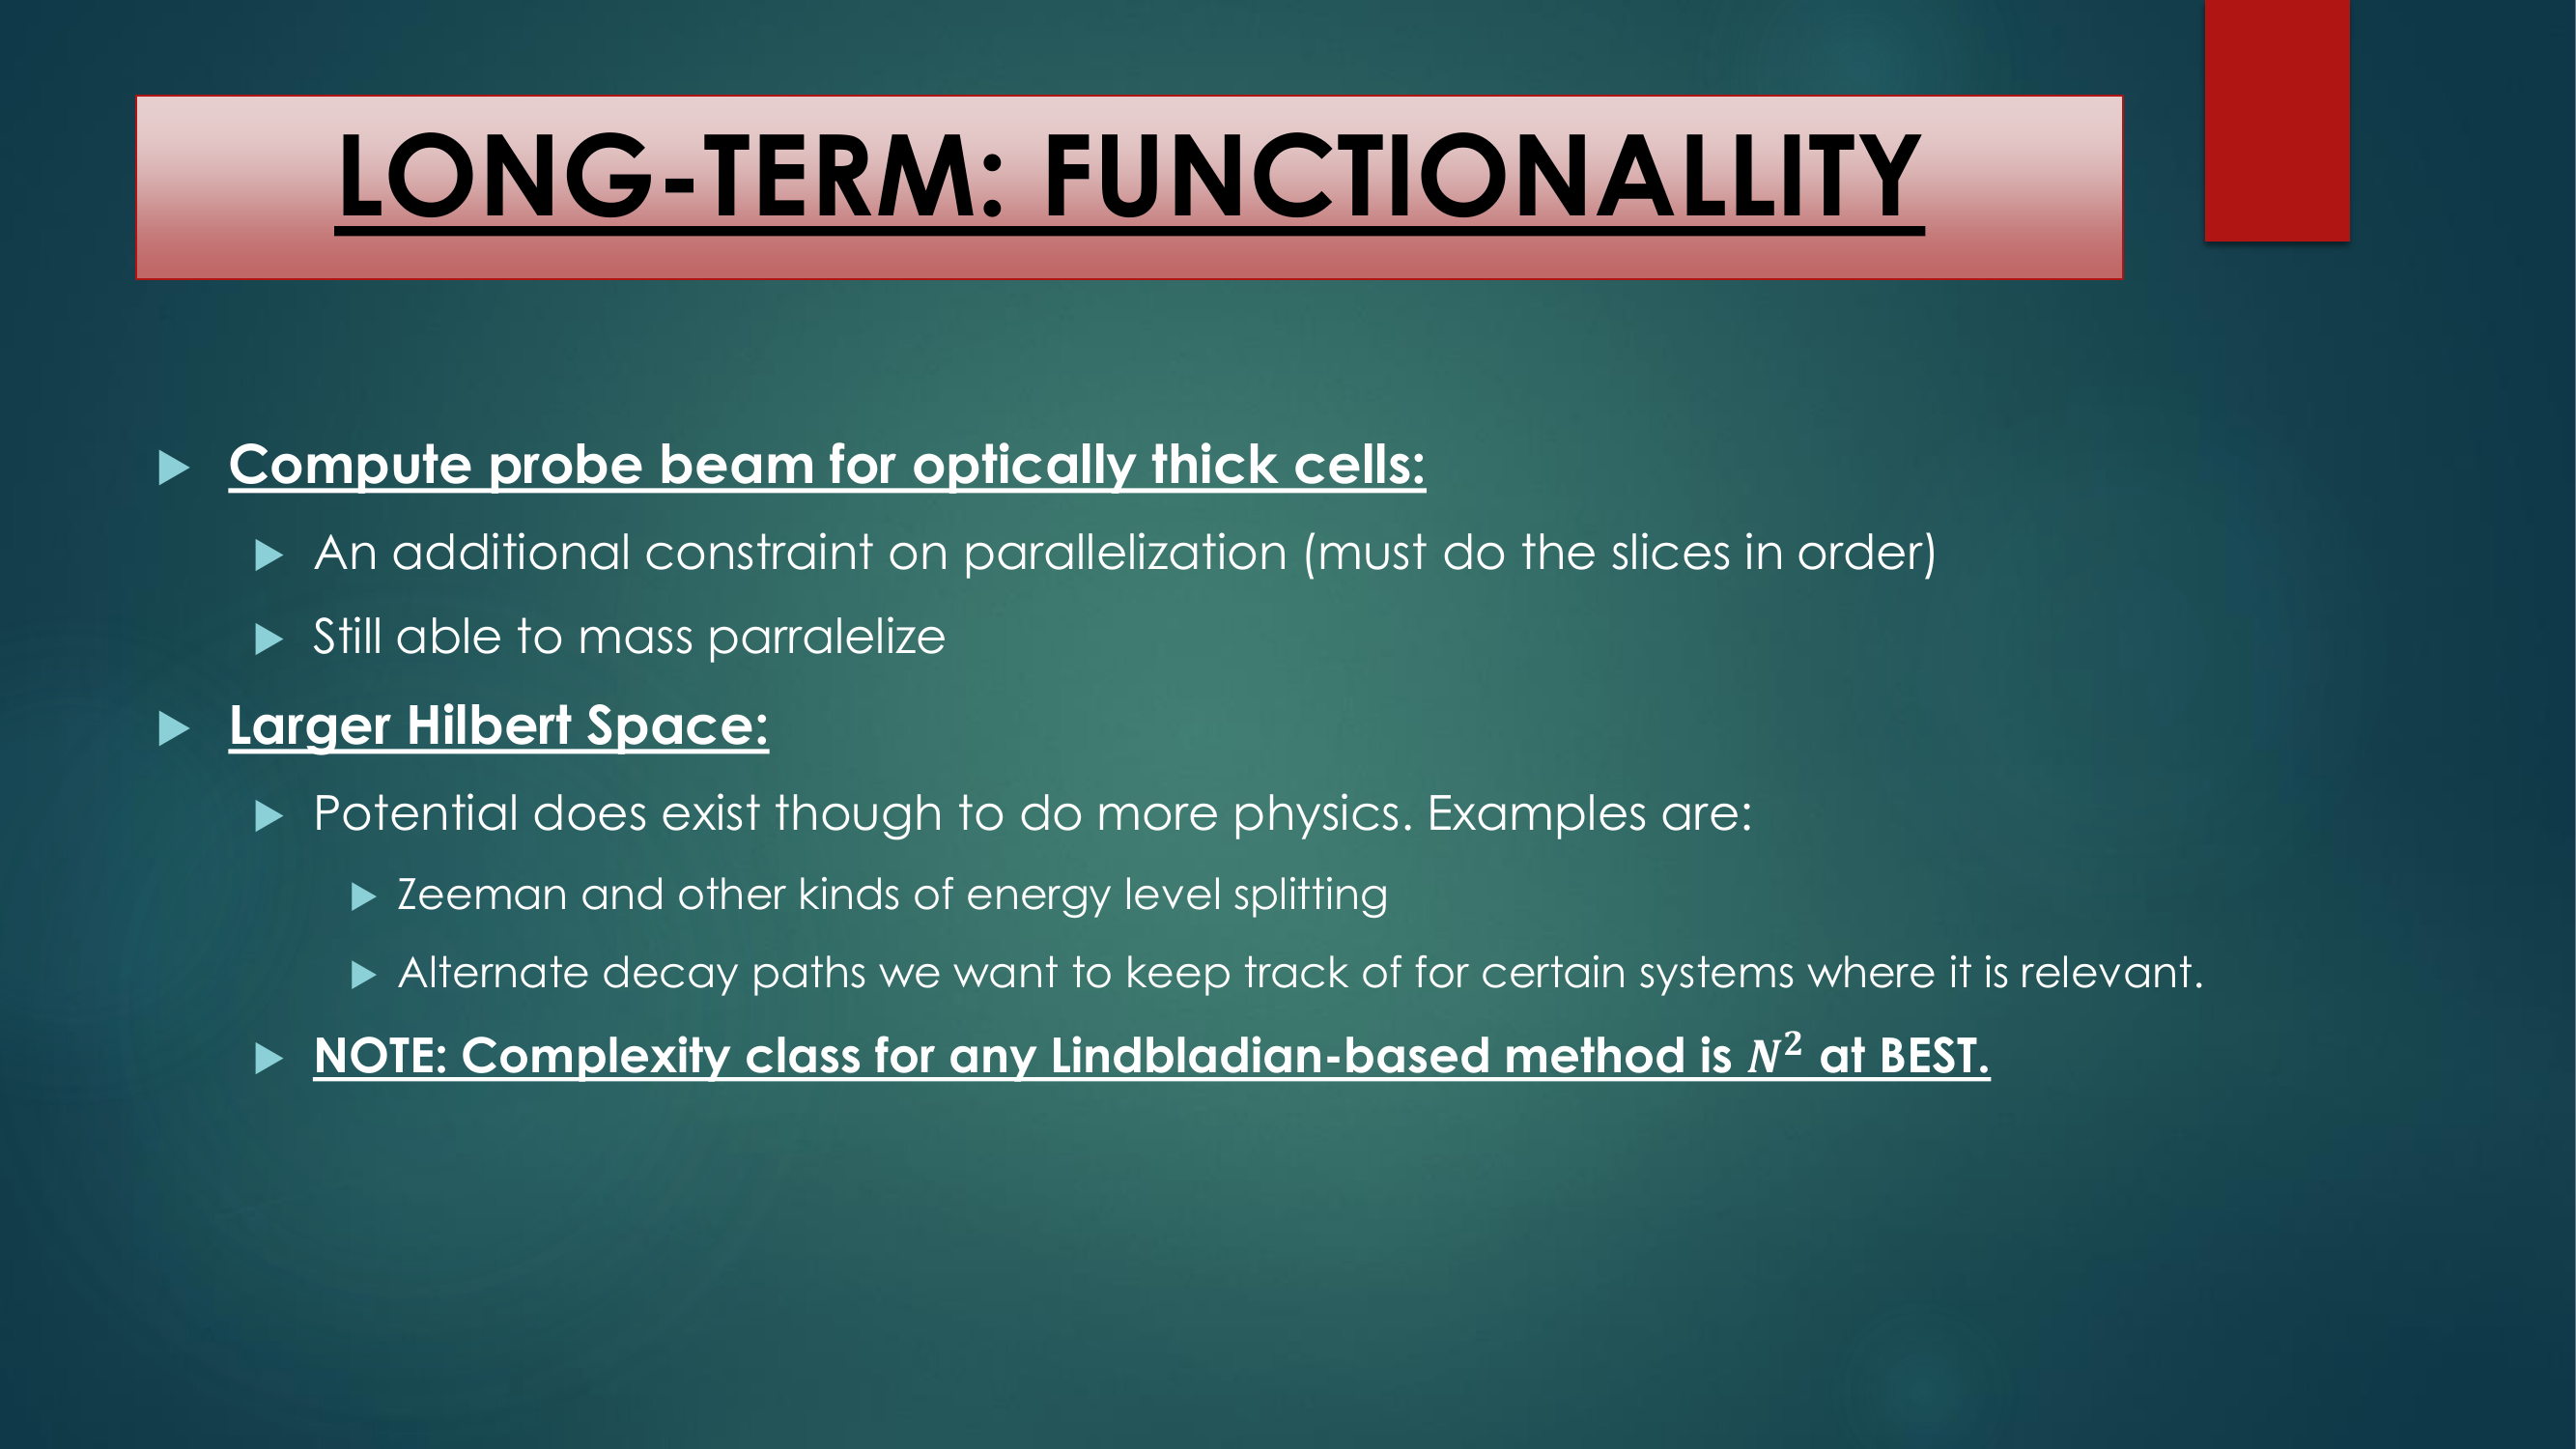 LONG-TERM: FUNCTIONALLITY
Compute probe beam for optically thick cells:
An additional constraint on parallelization (must do the slices in order)
Still able to mass parralelize
Larger Hilbert Space:
Potential does exist though to do more physics. Examples are:
Zeeman and other kinds of energy level splitting
Alternate decay paths we want to keep track of for certain systems where it is relevant.
NOTE: Complexity class for any Lindbladian-based method is N² at BEST.